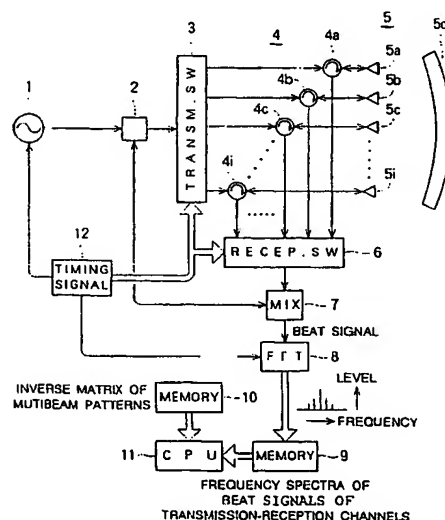 3
4
4a
5
5o
1
2
TRANSM. SW
4b
5a
4c
5b
5c
4i
5i
12
TIMING SIGNAL
RECEP. SW
6
MIX
7
BEAT SIGNAL
FFT
8
INVERSE MATRIX OF
MUTIBEAM PATTERNS
MEMORY
10
LEVEL
FREQUENCY
11
CPU
MEMORY
9
FREQUENCY SPECTRA OF
BEAT SIGNALS OF
TRANSMISSION-RECEPTION CHANNELS